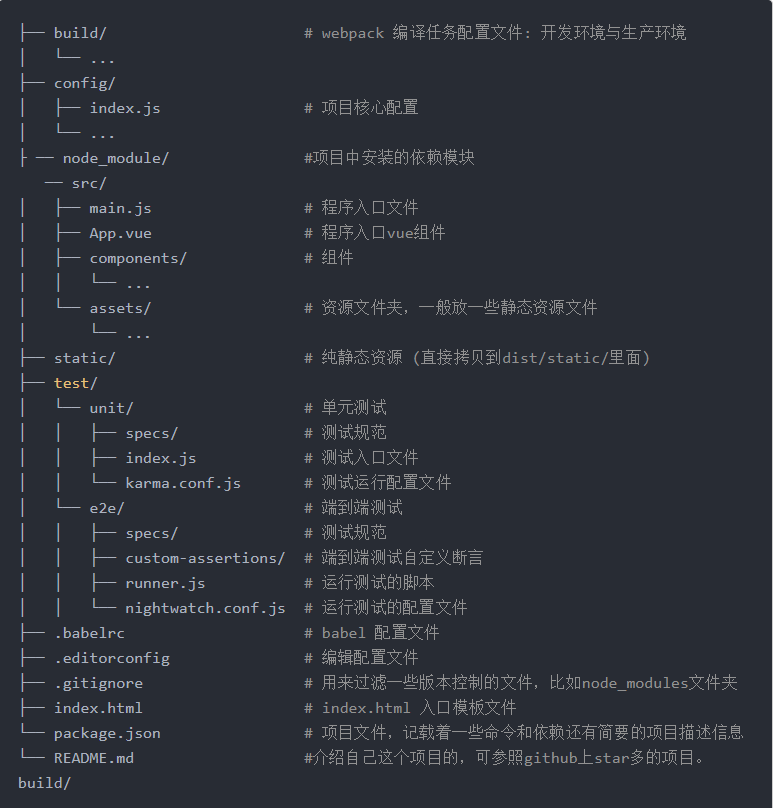 ├── build/                      # webpack 编译任务配置文件: 开发环境与生产环境
│   └── ...
├── config/
│   ├── index.js                # 项目核心配置
│   └── ...
├ ── node_module/               #项目中安装的依赖模块
   ── src/
│   ├── main.js                 # 程序入口文件
│   ├── App.vue                 # 程序入口vue组件
│   ├── components/             # 组件
│   │   └── ...
│   └── assets/                 # 资源文件夹，一般放一些静态资源文件
│       └── ...
├── static/                     # 纯静态资源 (直接拷贝到dist/static/里面)
├── test/
│   └── unit/                   # 单元测试
│   │   ├── specs/              # 测试规范
│   │   ├── index.js            # 测试入口文件
│   │   └── karma.conf.js       # 测试运行配置文件
│   └── e2e/                    # 端到端测试
│   │   ├── specs/              # 测试规范
│   │   ├── custom-assertions/  # 端到端测试自定义断言
│   │   ├── runner.js           # 运行测试的脚本
│   │   └── nightwatch.conf.js  # 运行测试的配置文件
├── .babelrc                    # babel 配置文件
├── .editorconfig               # 编辑配置文件
├── .gitignore                  # 用来过滤一些版本控制的文件，比如node_modules文件夹
├── index.html                  # index.html 入口模板文件
└── package.json                # 项目文件，记载着一些命令和依赖还有简要的项目描述信息
└── README.md                   #介绍自己这个项目的，可参照github上star多的项目。
build/